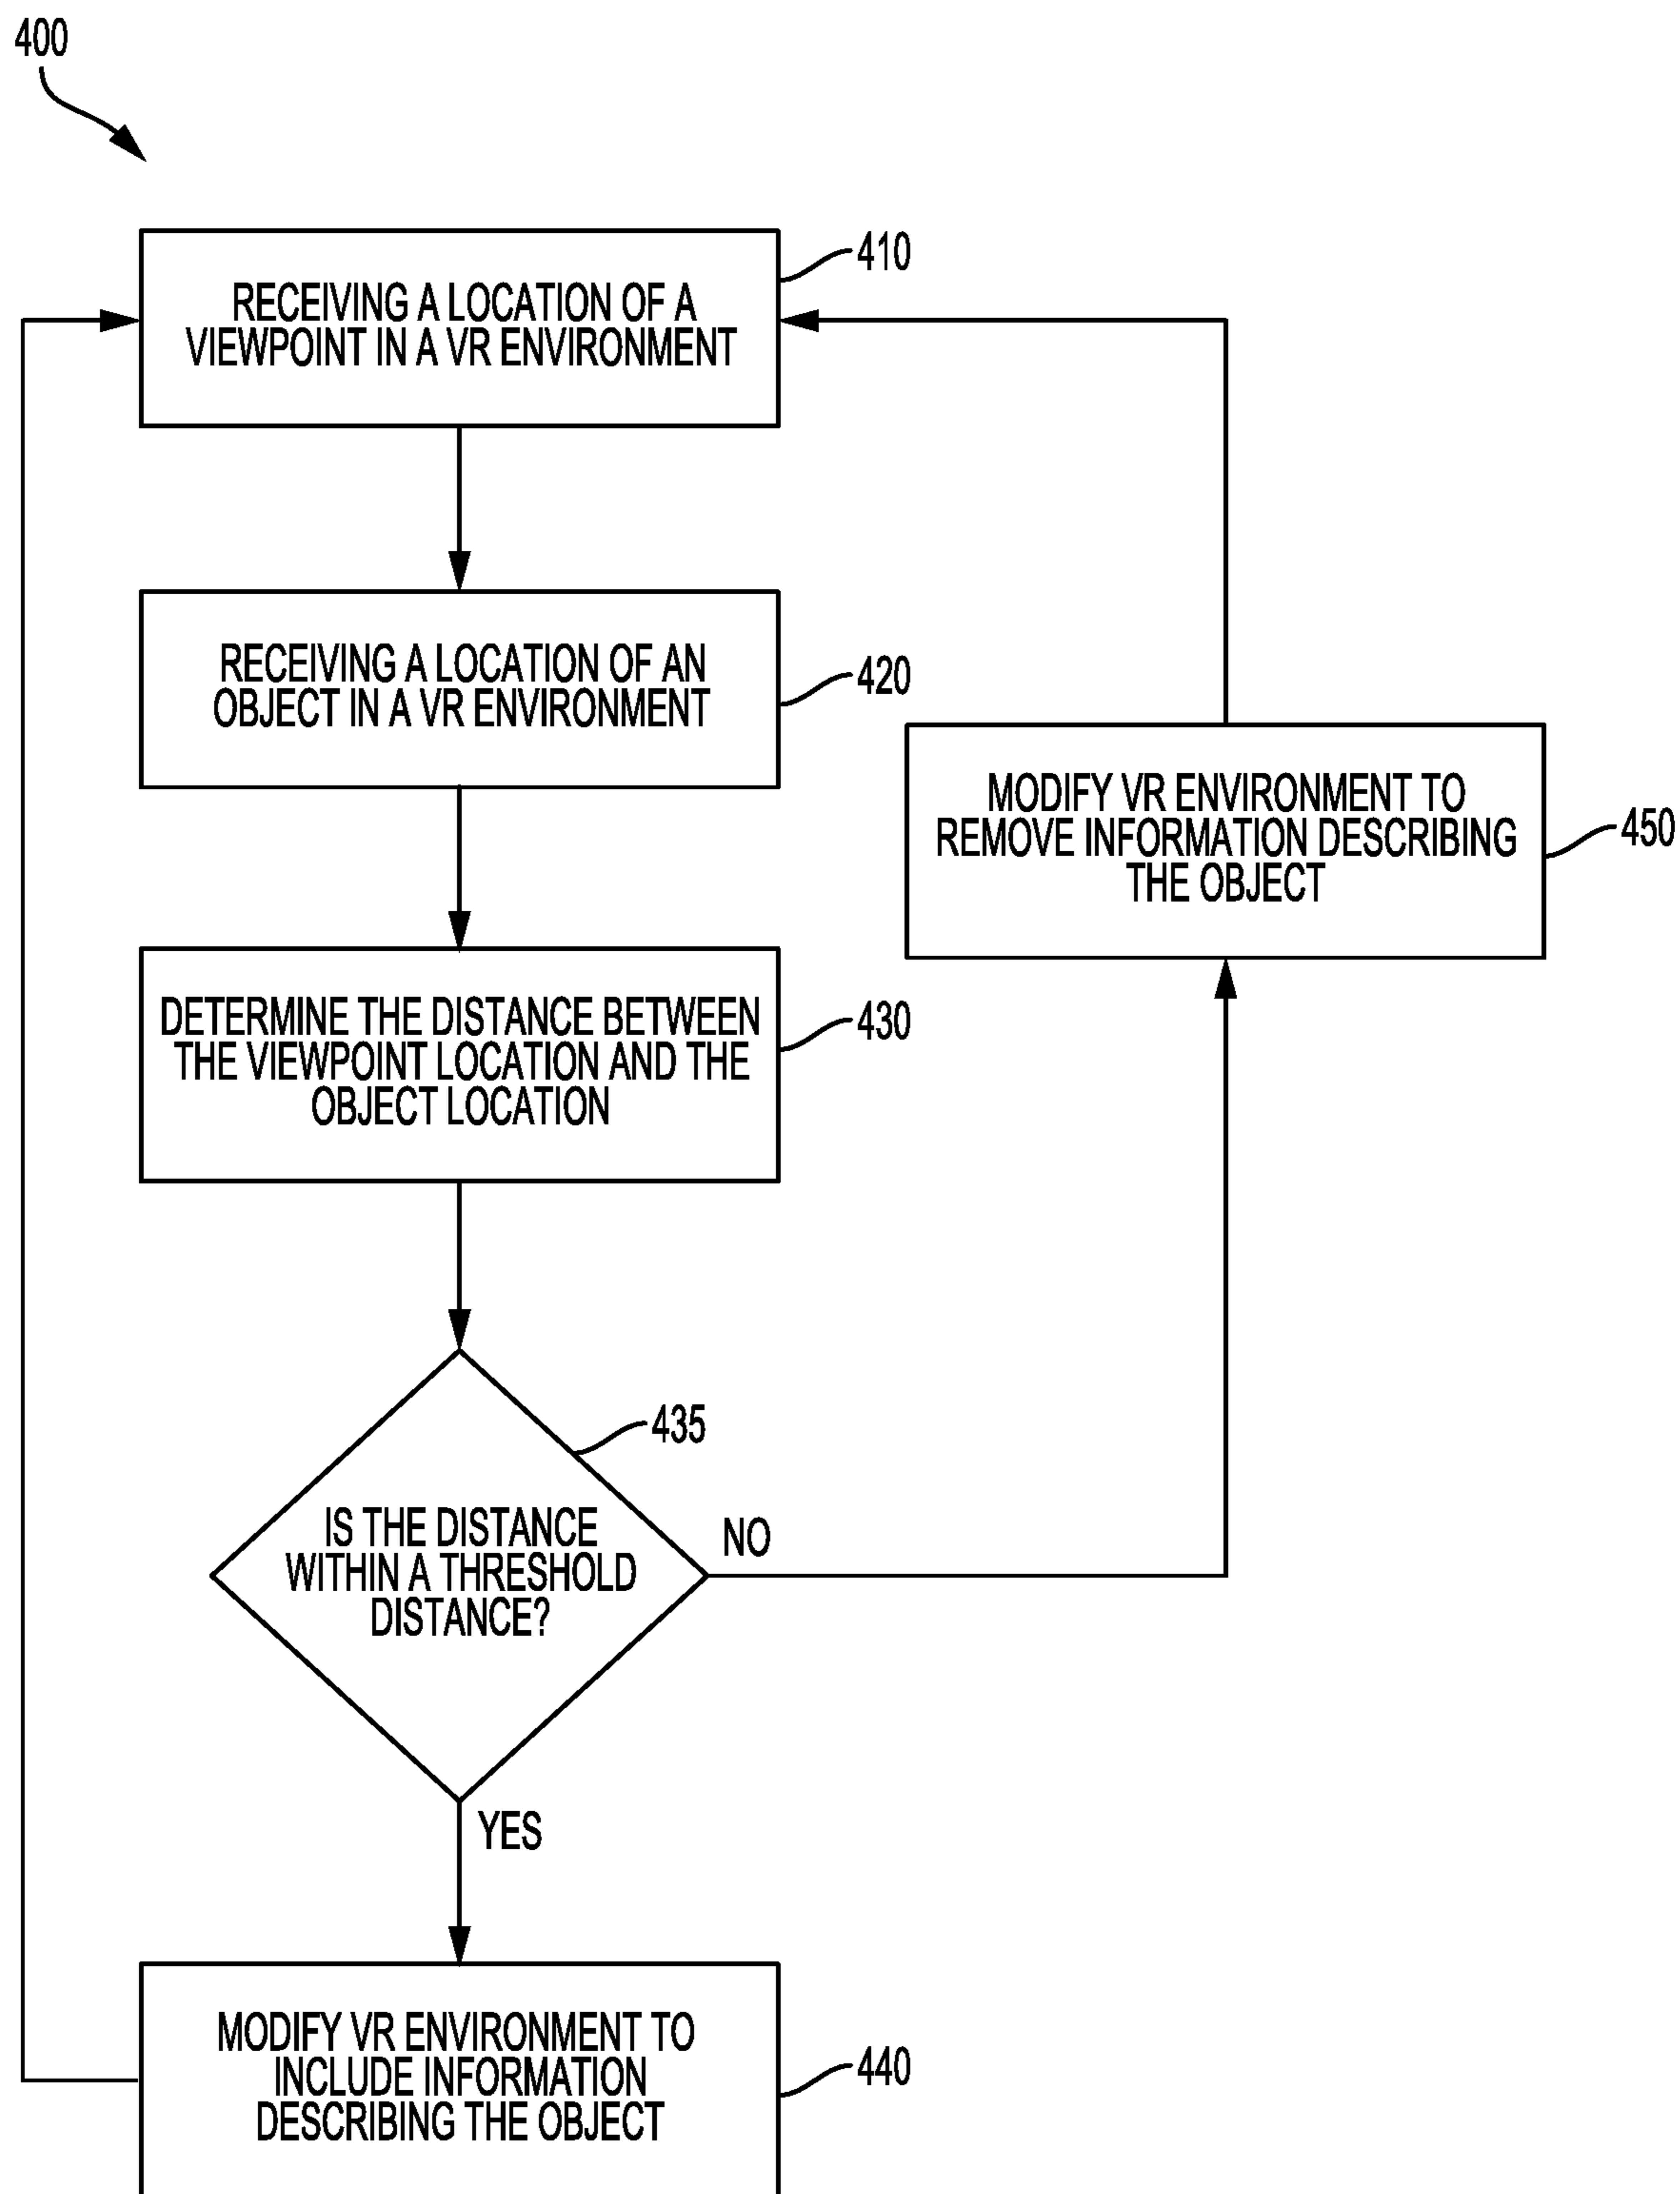 400
410
RECEIVING A LOCATION OF A
VIEWPOINT IN A VR ENVIRONMENT
420
RECEIVING A LOCATION OF AN
OBJECT IN A VR ENVIRONMENT
MODIFY VR ENVIRONMENT TO
REMOVE INFORMATION DESCRIBING
THE OBJECT
450
DETERMINE THE DISTANCE BETWEEN
THE VIEWPOINT LOCATION AND THE
OBJECT LOCATION
430
435
IS THE DISTANCE
WITHIN A THRESHOLD
DISTANCE?
NO
YES
MODIFY VR ENVIRONMENT TO
INCLUDE INFORMATION
DESCRIBING THE OBJECT
440